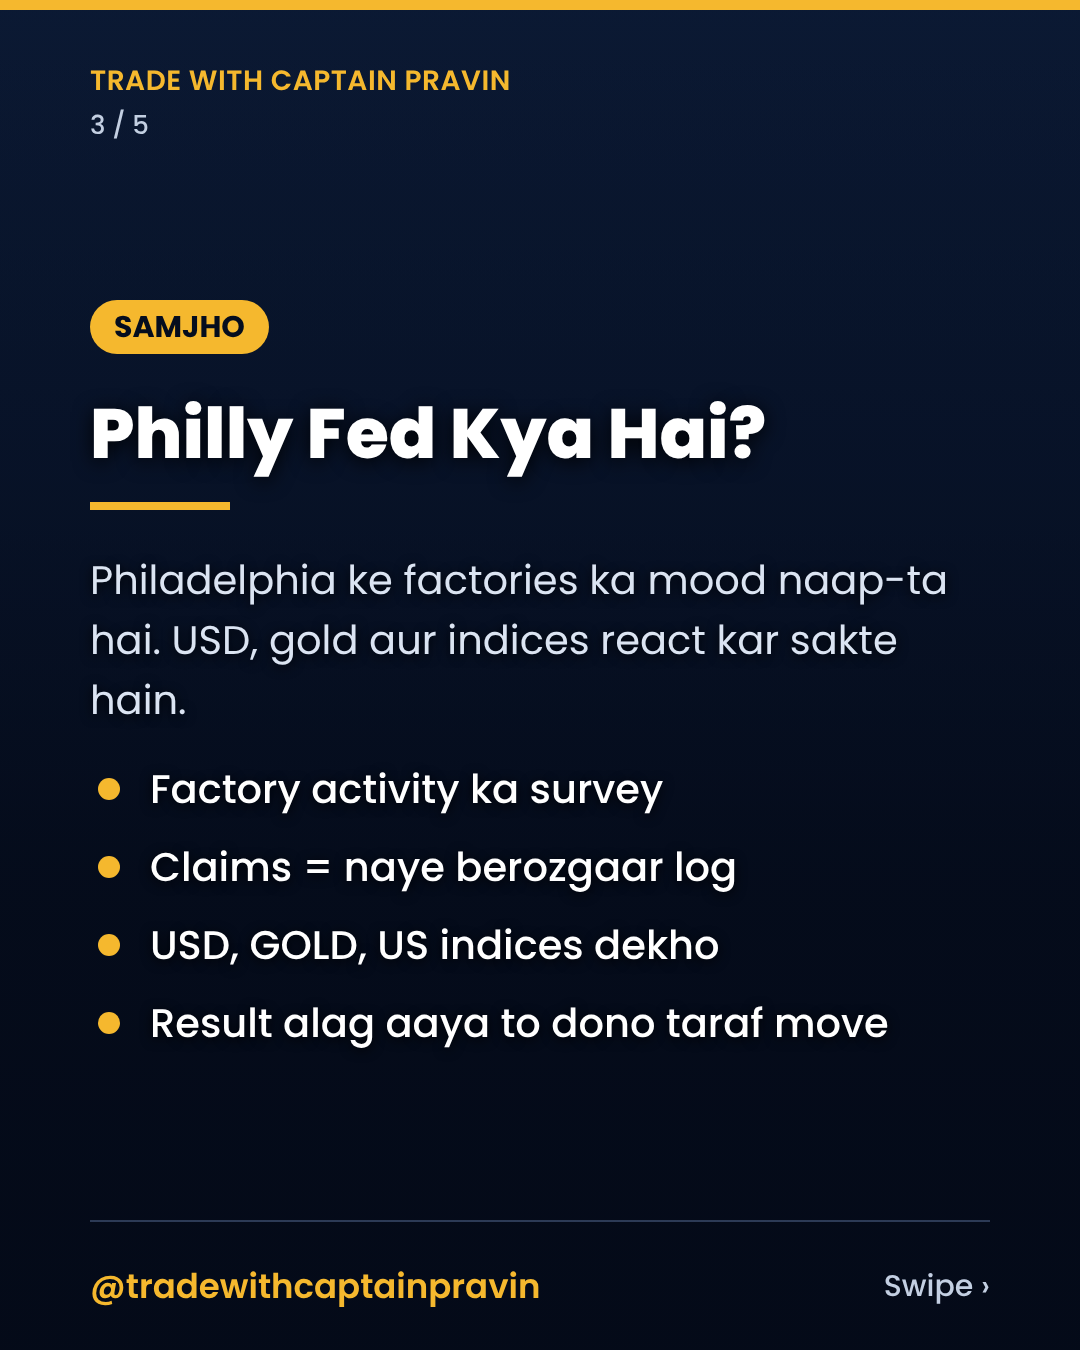 TRADE WITH CAPTAIN PRAVIN
3 / 5
SAMJHO
Philly Fed Kya Hai?
Philadelphia ke factories ka mood naap-ta
hai. USD, gold aur indices react kar sakte
hain.
Factory activity ka survey
Claims = naye berozgaar log
USD, GOLD, US indices dekho
Result alag aaya to dono taraf move
@tradewithcaptainpravin
Swipe ›